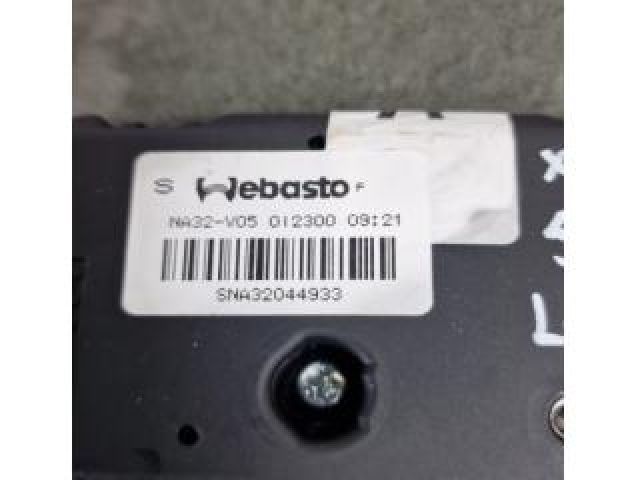 S Webasto F
NA32-V05 012300 09:21
SNA32044933
X
L